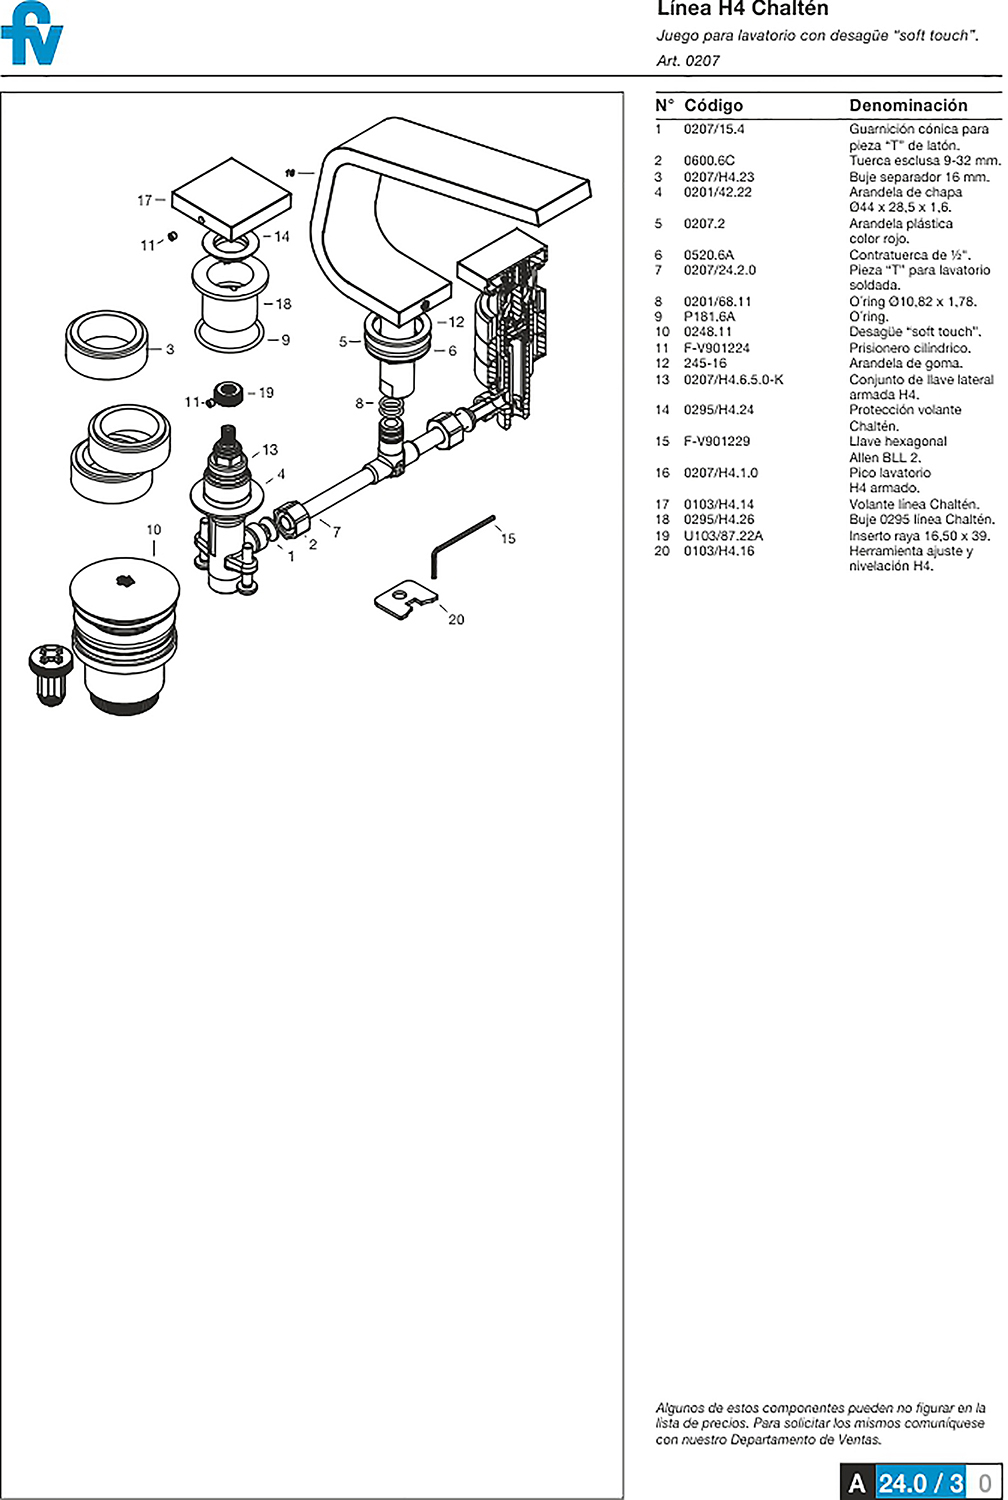 fv
Línea H4 Chaltén
Juego para lavatorio con desagüe “soft touch”.
Art. 0207
N° Código Denominación
1 0207/15.4 Guarnición cónica para
pieza “T” de latón.
2 0600.6C Tuerca esclusa 9-32 mm.
3 0207/H4.23 Buje separador 16 mm.
4 0201/42.22 Arandela de chapa
Ø44 x 28,5 x 1,6.
5 0207.2 Arandela plástica
color rojo.
6 0520.6A Contratuerca de ½“.
7 0207/24.2.0 Pieza “T” para lavatorio
soldada.
8 0201/68.11 O´ring Ø10,82 x 1,78.
9 P181.6A O´ring.
10 0248.11 Desagüe “soft touch”.
11 F-V901224 Prisionero cilíndrico.
12 245-16 Arandela de goma.
13 0207/H4.6.5.0-K Conjunto de llave lateral
armada H4.
14 0295/H4.24 Protección volante
Chaltén.
15 F-V901229 Llave hexagonal
Allen BLL 2.
16 0207/H4.1.0 Pico lavatorio
H4 armado.
17 0103/H4.14 Volante línea Chaltén.
18 0295/H4.26 Buje 0295 línea Chaltén.
19 U103/87.22A Inserto raya 16,50 x 39.
20 0103/H4.16 Herramienta ajuste y
nivelación H4.
17
11
14
18
9
3
5
12
6
11
19
8
13
4
10
7
2
1
15
20
Algunos de estos componentes pueden no figurar en la
lista de precios. Para solicitar los mismos comuníquese
con nuestro Departamento de Ventas.
A 24.0 / 3 0